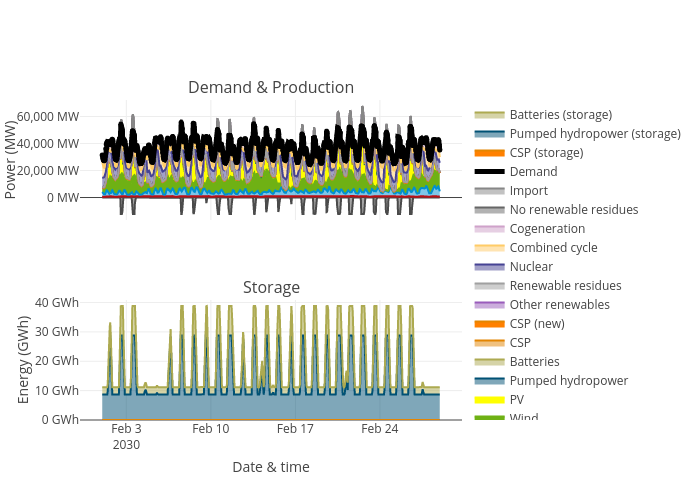 Demand & Production
60,000 MW
40,000 MW
20,000 MW
0 MW
Power (MW)
Storage
40 GWh
30 GWh
20 GWh
10 GWh
0 GWh
Energy (GWh)
Feb 3
2030
Feb 10
Feb 17
Feb 24
Date & time
Batteries (storage)
Pumped hydropower (storage)
CSP (storage)
Demand
Import
No renewable residues
Cogeneration
Combined cycle
Nuclear
Renewable residues
Other renewables
CSP (new)
CSP
Batteries
Pumped hydropower
PV
Wind